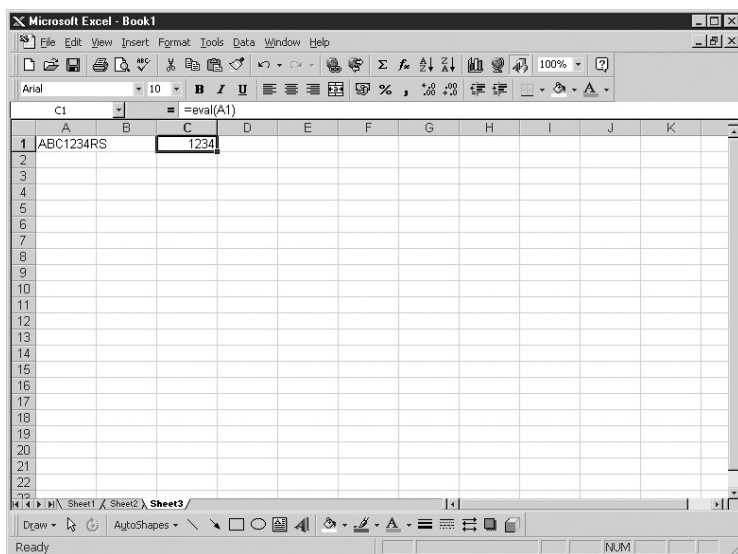 Microsoft Excel - Book1
File Edit View Insert Format Tools Data Window Help
100%
Arial 10 B I U $ % ,
C1 = =eval(A1)
A B C D E F G H I J K
1 ABC1234RS 1234
2
3
4
5
6
7
8
9
10
11
12
13
14
15
16
17
18
19
20
21
22
23
Sheet1 Sheet2 Sheet3
Draw AutoShapes
Ready NUM